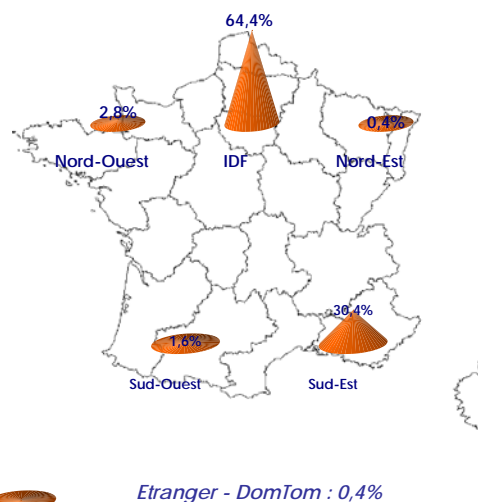 64,4%
2,8%
0,4%
Nord-Ouest
IDF
Nord-Est
30,4%
1,6%
Sud-Ouest
Sud-Est
Etranger - DomTom : 0,4%